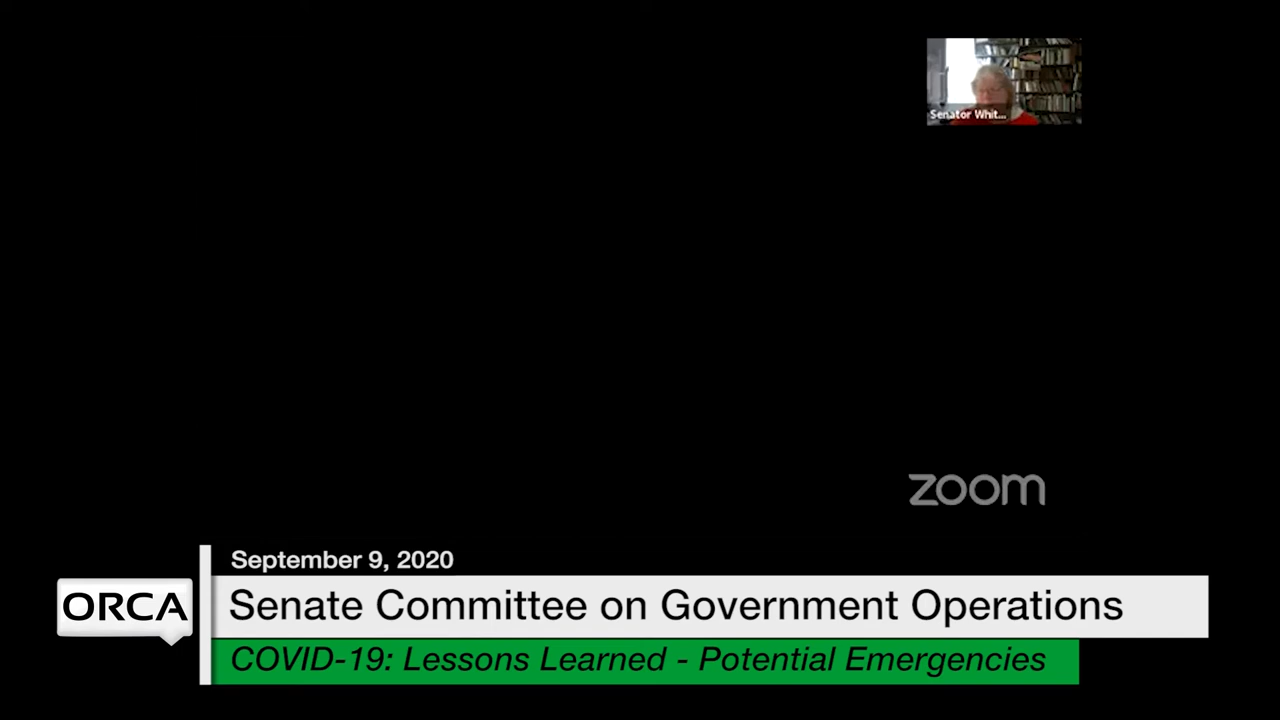 Senator Whit...
zoom
September 9, 2020
ORCA
Senate Committee on Government Operations
COVID-19: Lessons Learned - Potential Emergencies